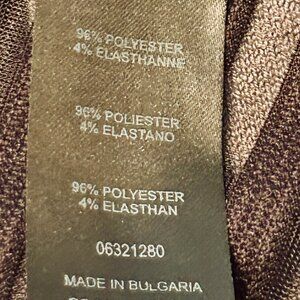 96% POLYESTER
4% ELASTHANNE
96% POLIESTER
4% ELASTANO
96% POLYESTER
4% ELASTHAN
06321280
MADE IN BULGARIA